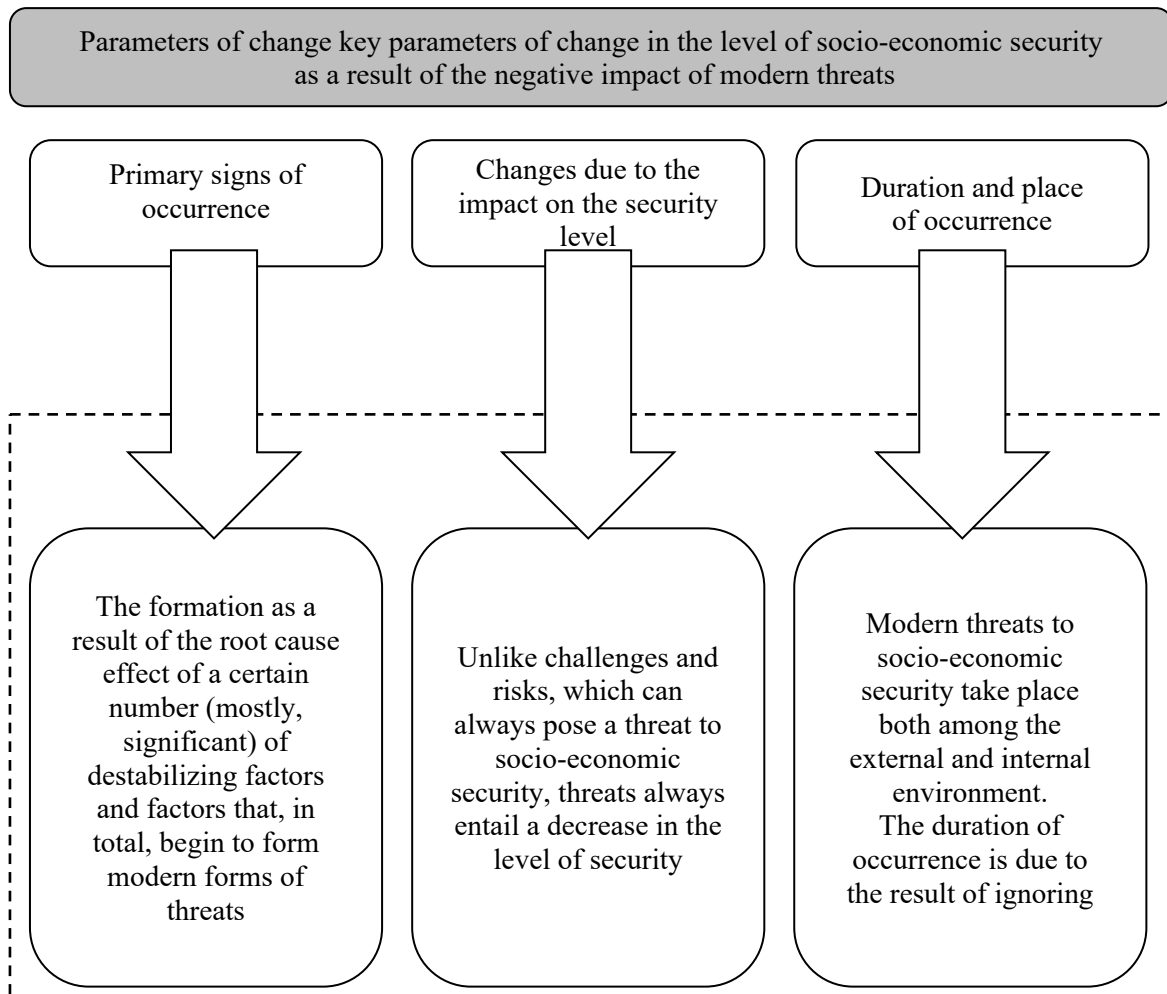 Parameters of change key parameters of change in the level of socio-economic security
as a result of the negative impact of modern threats
Primary signs of
occurrence
Changes due to the
impact on the security
level
Duration and place
of occurrence
The formation as a
result of the root cause
effect of a certain
number (mostly,
significant) of
destabilizing factors
and factors that, in
total, begin to form
modern forms of
threats
Unlike challenges and
risks, which can
always pose a threat to
socio-economic
security, threats always
entail a decrease in the
level of security
Modern threats to
socio-economic
security take place
both among the
external and internal
environment.
The duration of
occurrence is due to
the result of ignoring